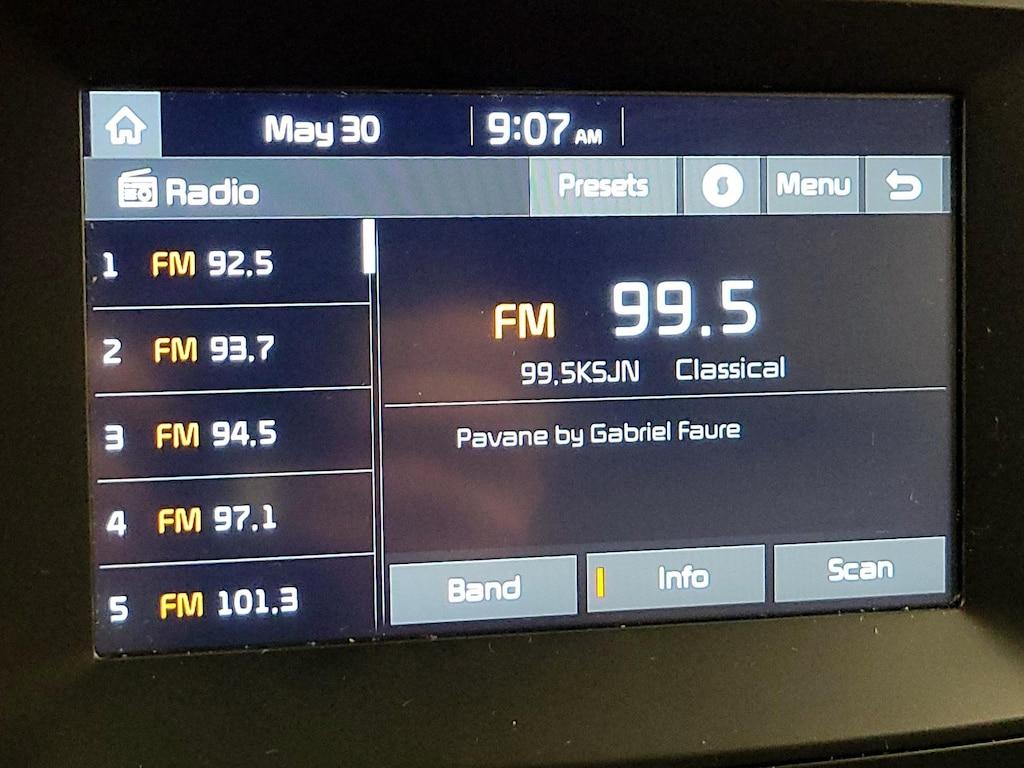 May 30 9:07 AM
Radio Presets Menu
1 FM 92.5
2 FM 93.7
3 FM 94.5
4 FM 97.1
5 FM 101.3
FM 99.5
99.5KSJN Classical
Pavane by Gabriel Faure
Band Info Scan